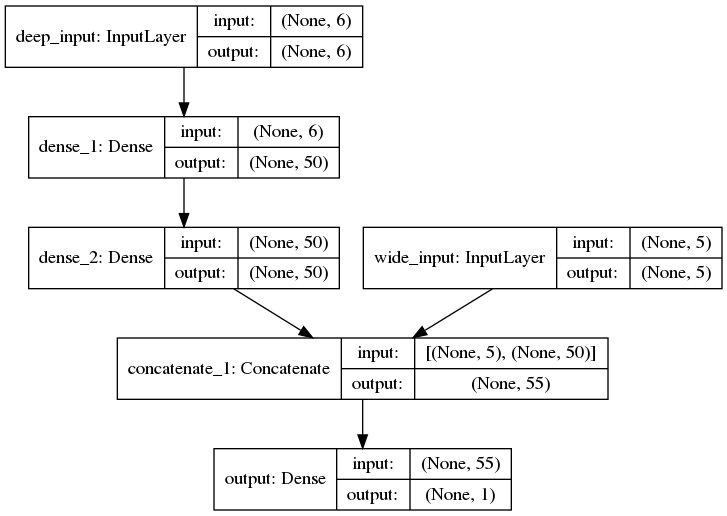 deep_input: InputLayer
input: (None, 6)
output: (None, 6)
dense_1: Dense
input: (None, 6)
output: (None, 50)
dense_2: Dense
input: (None, 50)
output: (None, 50)
wide_input: InputLayer
input: (None, 5)
output: (None, 5)
concatenate_1: Concatenate
input: [(None, 5), (None, 50)]
output: (None, 55)
output: Dense
input: (None, 55)
output: (None, 1)